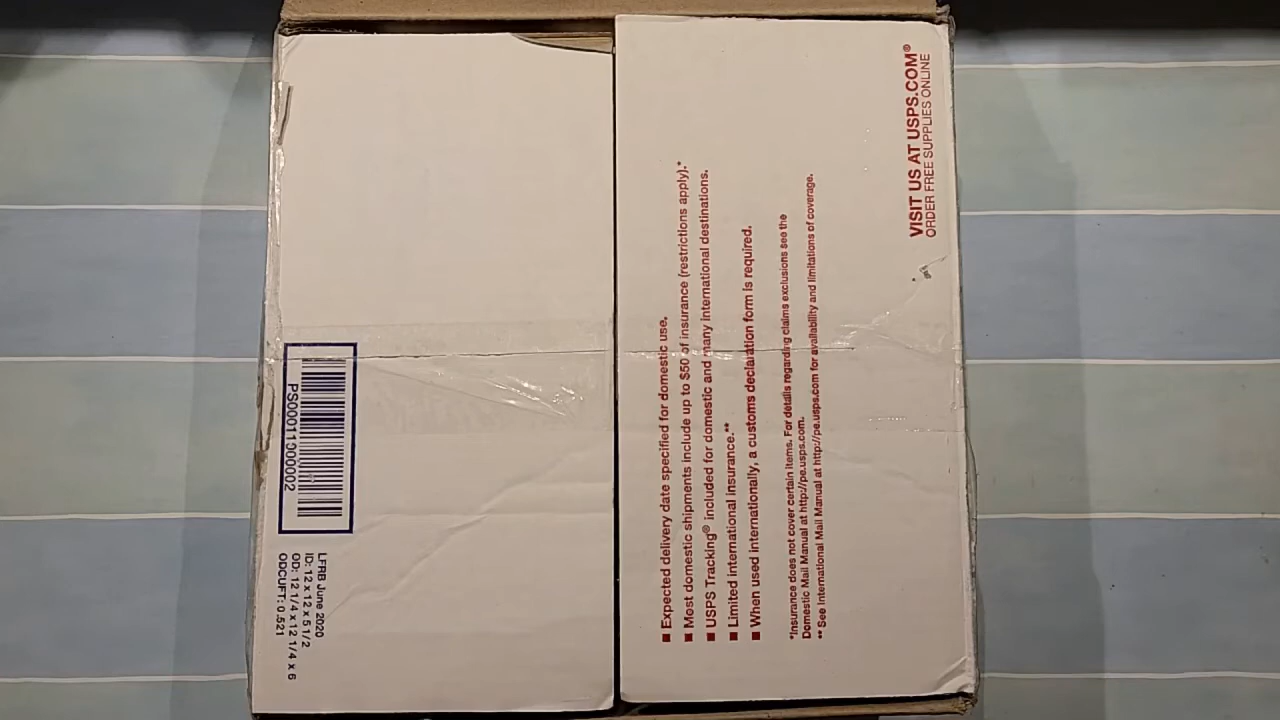 PS00011000002
LFRB June 2020
ID: 12 x 12 x 5 1/2
OD: 12 1/4 x 12 1/4 x 6
ODCUFT: 0.521
■ Expected delivery date specified for domestic use.
■ Most domestic shipments include up to $50 of insurance (restrictions apply).*
■ USPS Tracking® included for domestic and many international destinations.
■ Limited international insurance.**
■ When used internationally, a customs declaration form is required.
*Insurance does not cover certain items. For details regarding claims exclusions see the
Domestic Mail Manual at http://pe.usps.com.
** See International Mail Manual at http://pe.usps.com for availability and limitations of coverage.
VISIT US AT USPS.COM®
ORDER FREE SUPPLIES ONLINE